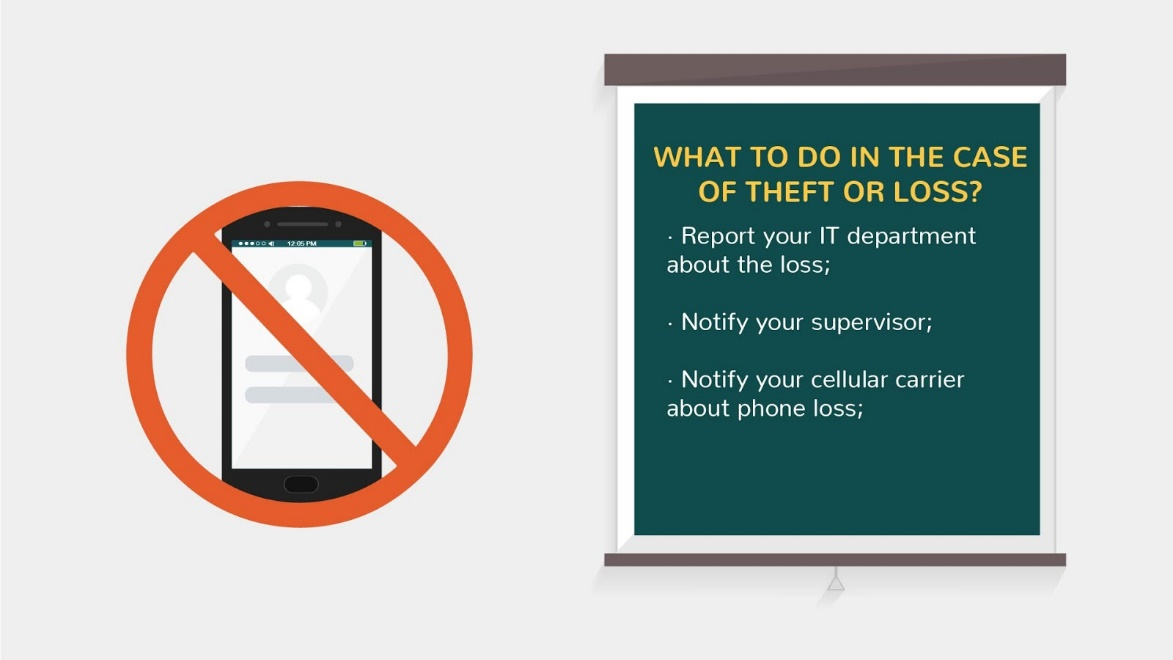 12:05 PM
WHAT TO DO IN THE CASE
OF THEFT OR LOSS?
· Report your IT department
about the loss;
· Notify your supervisor;
· Notify your cellular carrier
about phone loss;